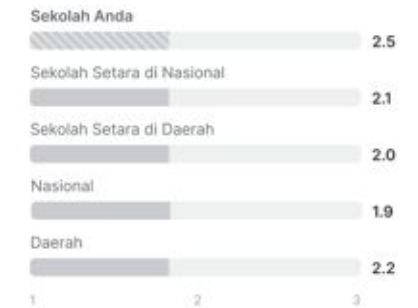 Sekolah Anda
2.5
Sekolah Setara di Nasional
2.1
Sekolah Setara di Daerah
2.0
Nasional
1.9
Daerah
2.2
1 2 3